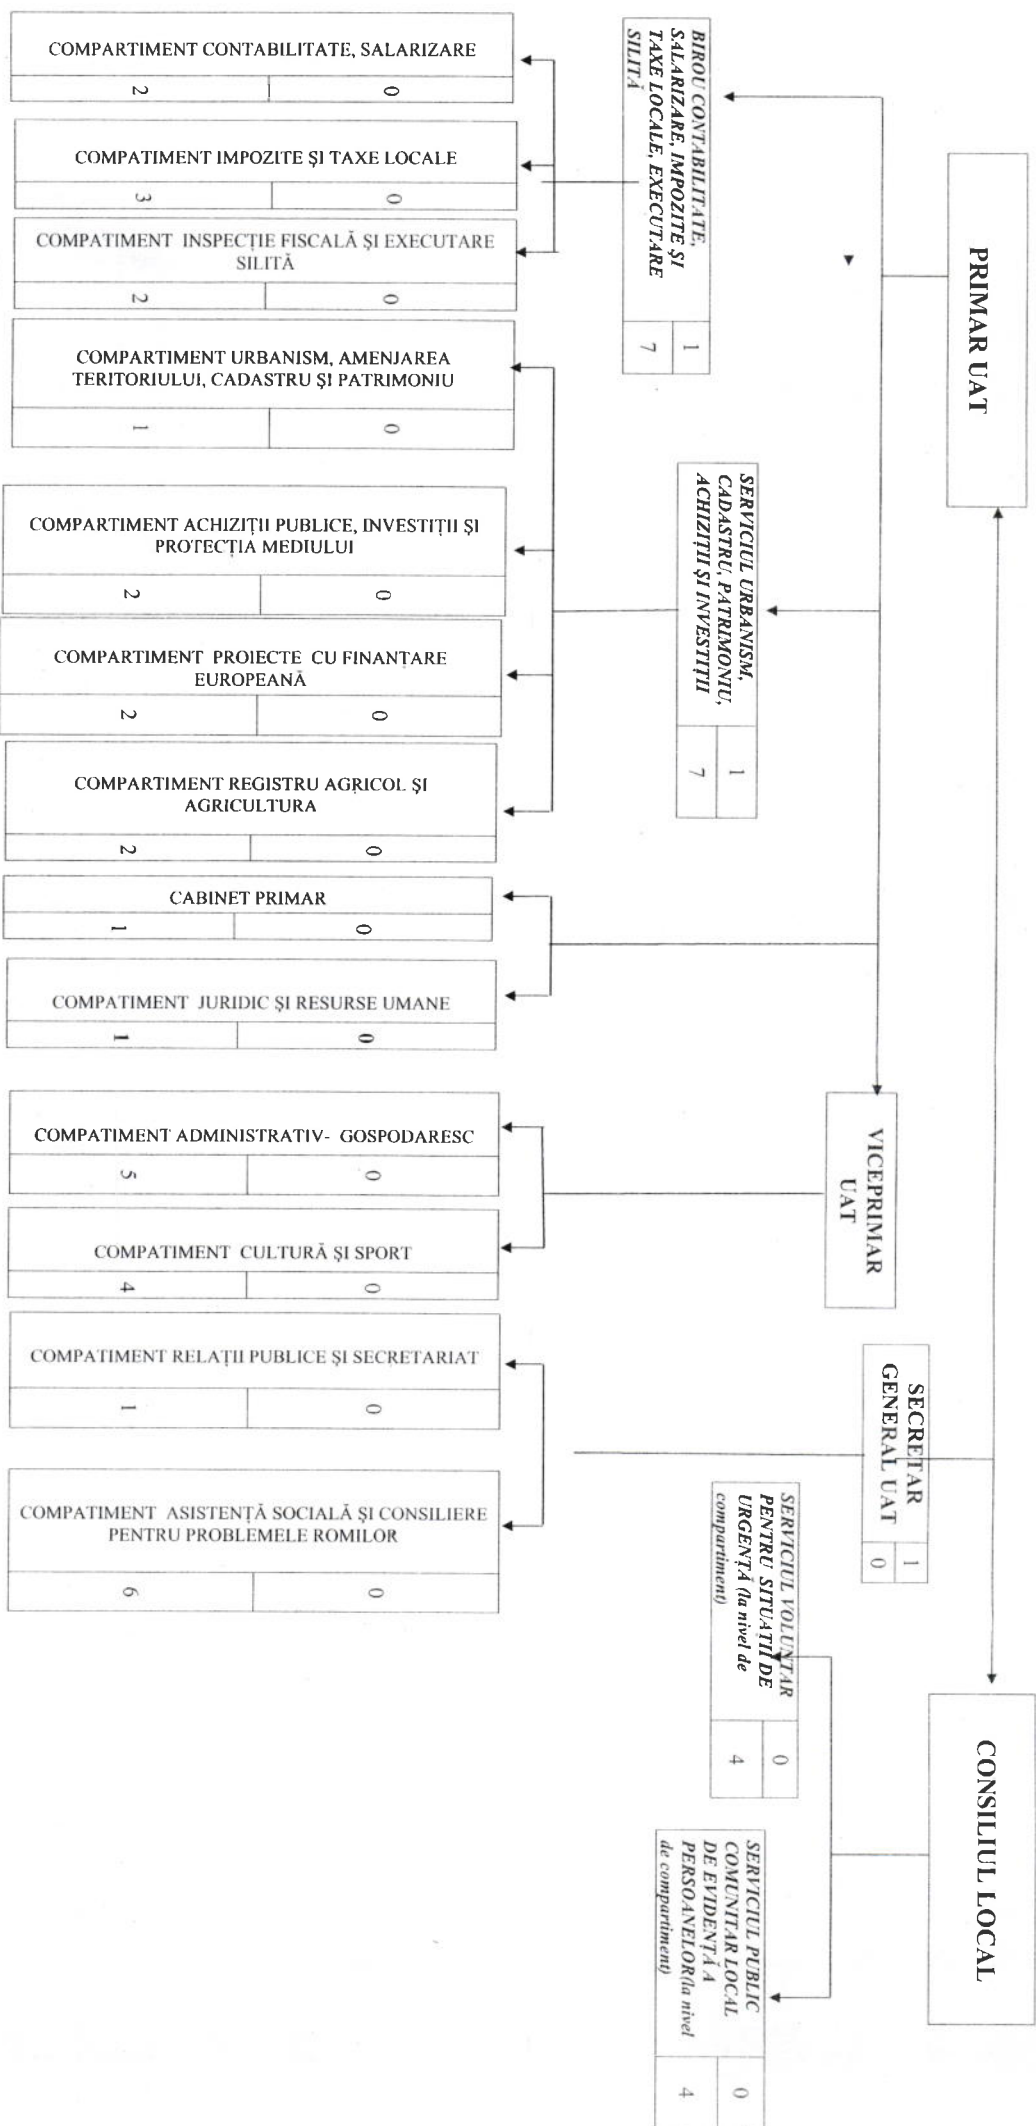 PRIMAR UAT
CONSILIUL LOCAL
SECRETAR
GENERAL UAT
1
0
VICEPRIMAR
UAT
BIROU CONTABILITATE,
SALARIZARE, IMPOZITE ŞI
TAXE LOCALE, EXECUTARE
SILITĂ
1
7
SERVICIUL URBANISM,
CADASTRU, PATRIMONIU,
ACHIZIŢII ŞI INVESTIŢII
1
7
SERVICIUL VOLUNTAR
PENTRU SITUAŢII DE
URGENŢĂ (la nivel de
compartiment)
0
4
SERVICIUL PUBLIC
COMUNITAR LOCAL
DE EVIDENŢĂ A
PERSOANELOR(la nivel
de compartiment)
0
4
COMPARTIMENT CONTABILITATE, SALARIZARE
2
0
COMPATIMENT IMPOZITE ŞI TAXE LOCALE
3
0
COMPATIMENT INSPECŢIE FISCALĂ ŞI EXECUTARE
SILITĂ
2
0
COMPARTIMENT URBANISM, AMENJAREA
TERITORIULUI, CADASTRU ŞI PATRIMONIU
1
0
COMPARTIMENT ACHIZIŢII PUBLICE, INVESTIŢII ŞI
PROTECŢIA MEDIULUI
2
0
COMPARTIMENT PROIECTE CU FINANŢARE
EUROPEANĂ
2
0
COMPARTIMENT REGISTRU AGRICOL ŞI
AGRICULTURA
2
0
CABINET PRIMAR
1
0
COMPATIMENT JURIDIC ŞI RESURSE UMANE
1
0
COMPATIMENT ADMINISTRATIV- GOSPODARESC
5
0
COMPATIMENT CULTURĂ ŞI SPORT
4
0
COMPATIMENT RELAŢII PUBLICE ŞI SECRETARIAT
1
0
COMPATIMENT ASISTENŢĂ SOCIALĂ ŞI CONSILIERE
PENTRU PROBLEMELE ROMILOR
6
0